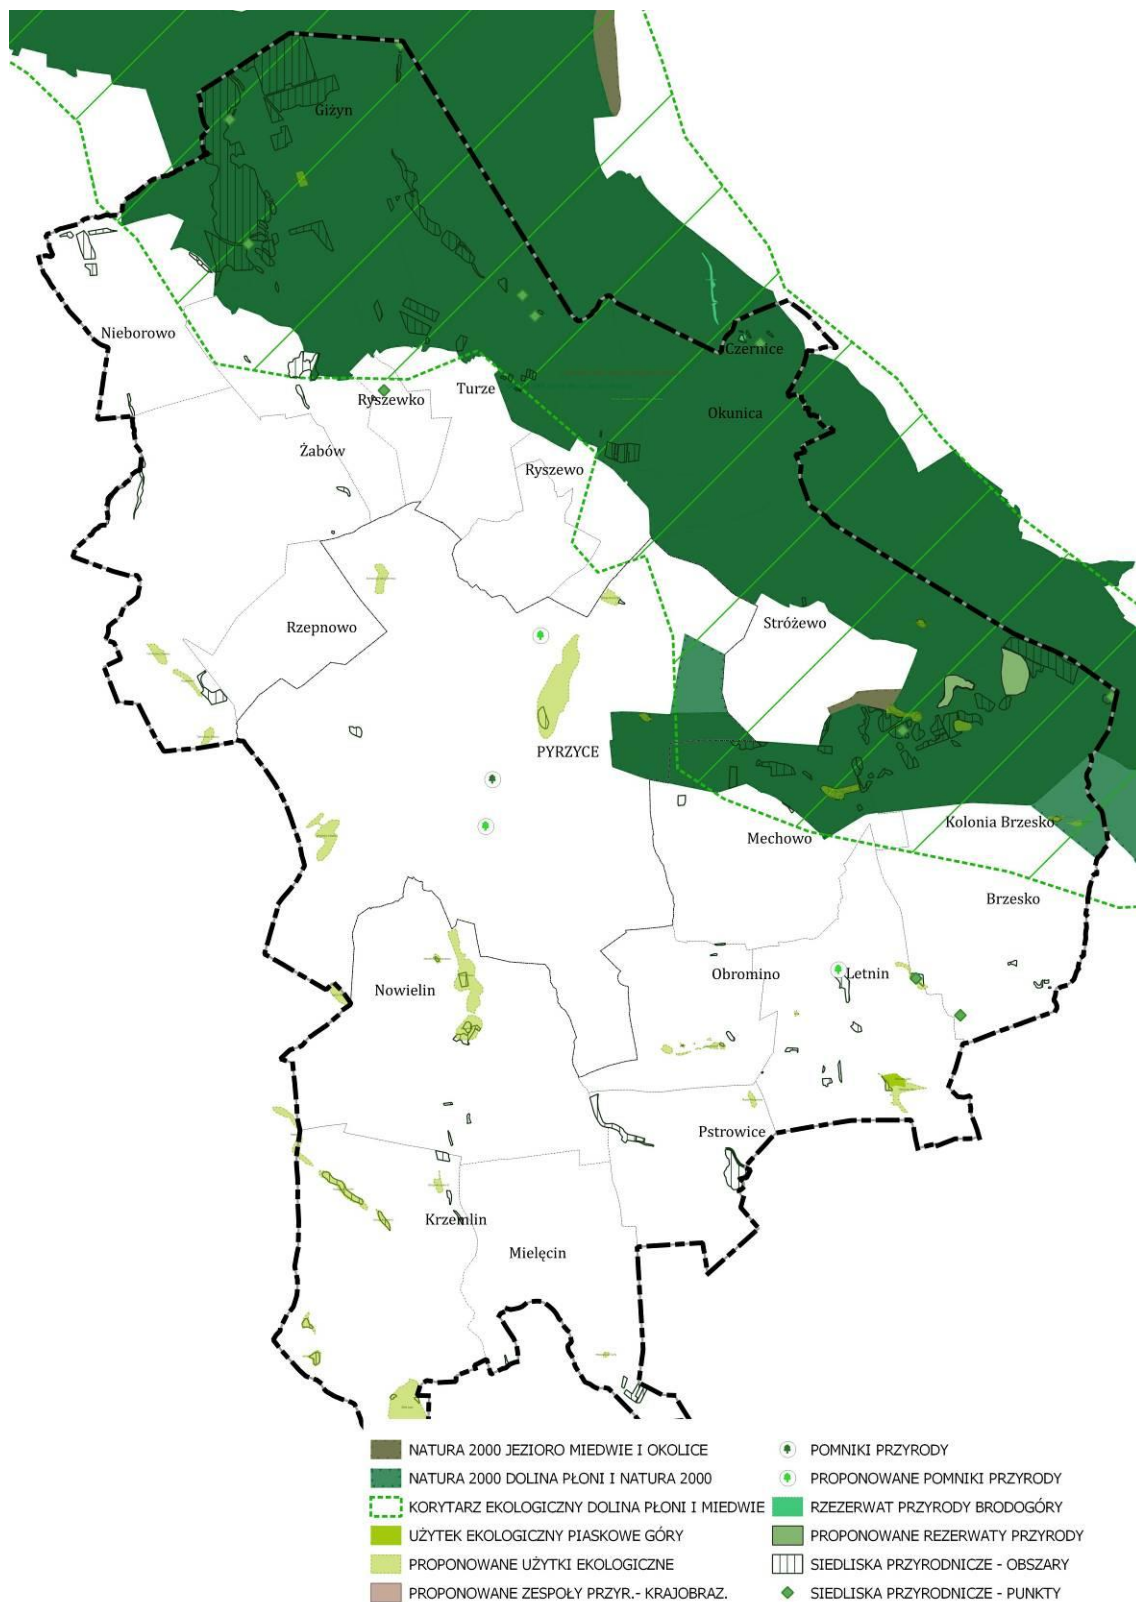 Giżyn
Nieborowo
Czernice
Ryszewko
Turze
Okunica
Żabów
Ryszewo
Rzepnowo
Stróżewo
PYRZYCE
Mechowo
Kolonia Brzesko
Brzesko
Nowielin
Obromino
Letnin
Pstrowice
Krzemlin
Mielęcin
NATURA 2000 JEZIORO MIEDWIE I OKOLICE
NATURA 2000 DOLINA PŁONI I NATURA 2000
KORYTARZ EKOLOGICZNY DOLINA PŁONI I MIEDWIE
UŻYTEK EKOLOGICZNY PIASKOWE GÓRY
PROPONOWANE UŻYTKI EKOLOGICZNE
PROPONOWANE ZESPOŁY PRZYR.- KRAJOBRAZ.
POMNIKI PRZYRODY
PROPONOWANE POMNIKI PRZYRODY
RZEZERWAT PRZYRODY BRODOGÓRY
PROPONOWANE REZERWATY PRZYRODY
SIEDLISKA PRZYRODNICZE - OBSZARY
SIEDLISKA PRZYRODNICZE - PUNKTY